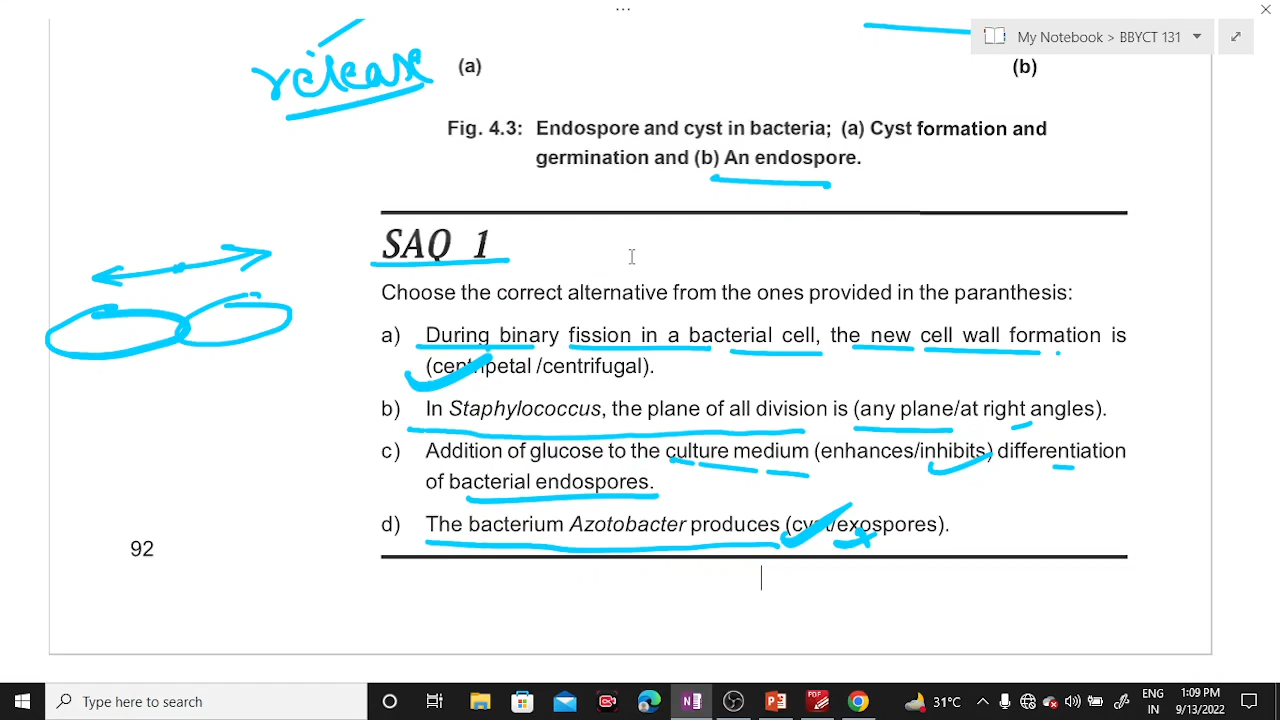 ...
My Notebook > BBYCT 131
release
(a)
(b)
Fig. 4.3: Endospore and cyst in bacteria; (a) Cyst formation and
germination and (b) An endospore.
SAQ 1
Choose the correct alternative from the ones provided in the paranthesis:
a) During binary fission in a bacterial cell, the new cell wall formation is
(centripetal /centrifugal).
b) In Staphylococcus, the plane of all division is (any plane/at right angles).
c) Addition of glucose to the culture medium (enhances/inhibits) differentiation
of bacterial endospores.
d) The bacterium Azotobacter produces (cyst/exospores).
92
Type here to search
31°C
ENG
IN
1:09 PM
9/13/2022